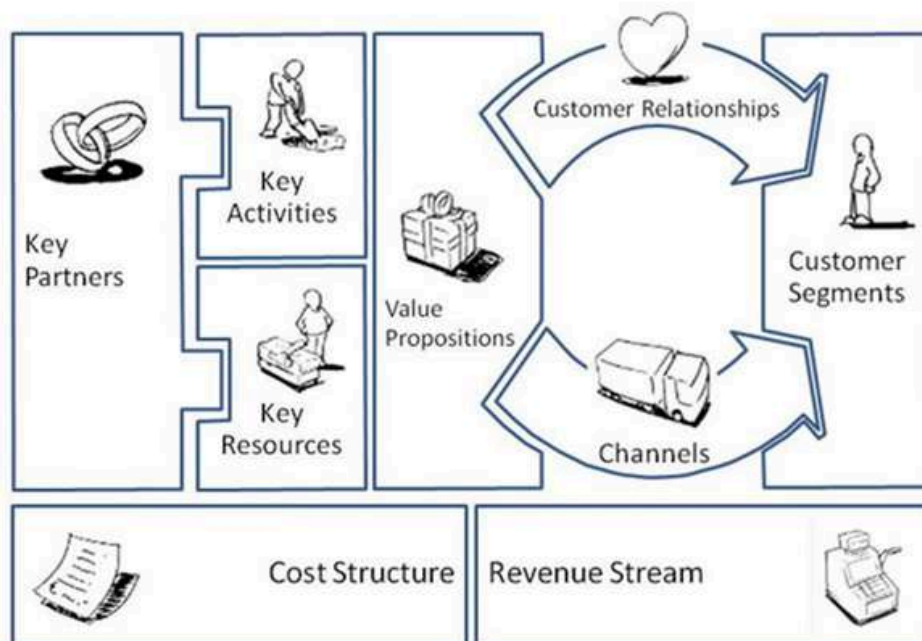 Key
Partners
Key
Activities
Key
Resources
Value
Propositions
Customer Relationships
Channels
Customer
Segments
Cost Structure
Revenue Stream